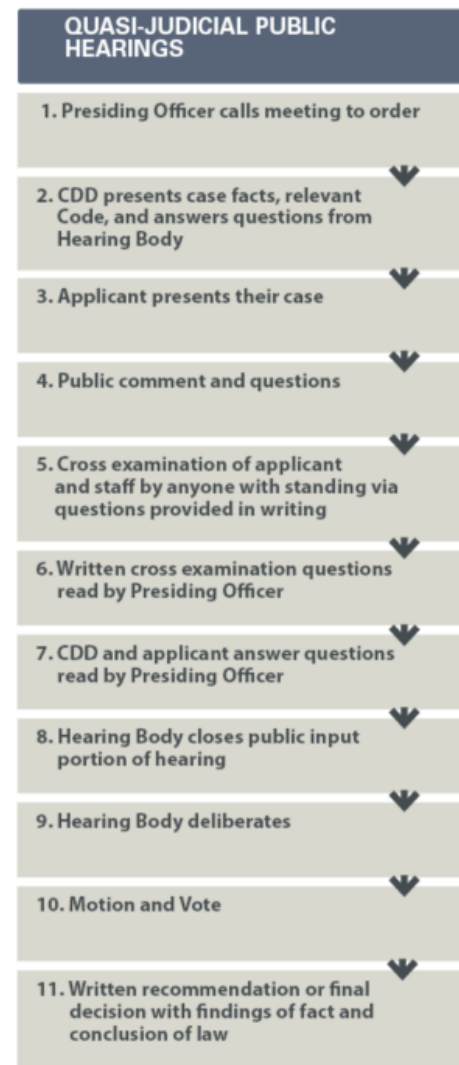 QUASI-JUDICIAL PUBLIC
HEARINGS
1. Presiding Officer calls meeting to order
2. CDD presents case facts, relevant
Code, and answers questions from
Hearing Body
3. Applicant presents their case
4. Public comment and questions
5. Cross examination of applicant
and staff by anyone with standing via
questions provided in writing
6. Written cross examination questions
read by Presiding Officer
7. CDD and applicant answer questions
read by Presiding Officer
8. Hearing Body closes public input
portion of hearing
9. Hearing Body deliberates
10. Motion and Vote
11. Written recommendation or final
decision with findings of fact and
conclusion of law